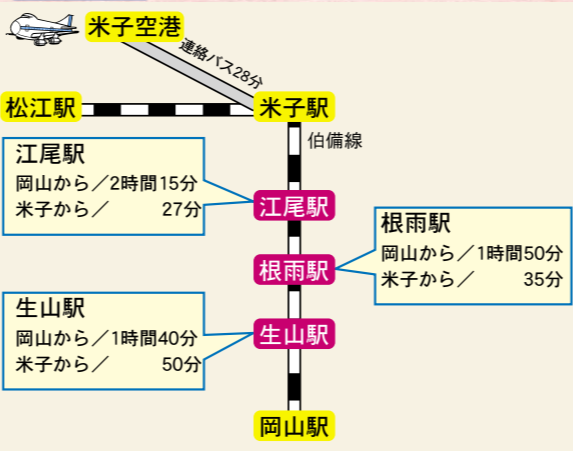 米子空港
連絡バス28分
松江駅
米子駅
伯備線
江尾駅
岡山から／2時間15分
米子から／　　27分
江尾駅
根雨駅
岡山から／1時間50分
米子から／　　35分
根雨駅
生山駅
岡山から／1時間40分
米子から／　　50分
生山駅
岡山駅